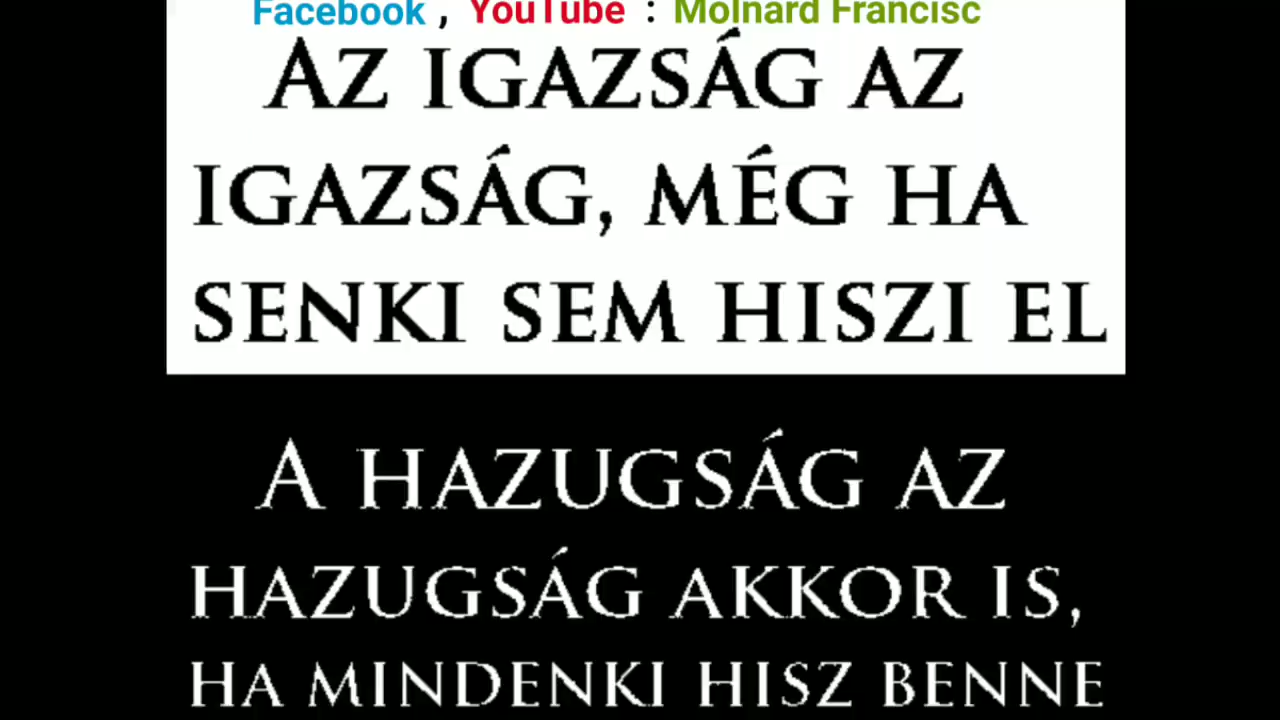 Facebook , YouTube : Molnard Francisc
AZ IGAZSÁG AZ
IGAZSÁG, MÉG HA
SENKI SEM HISZI EL
A HAZUGSÁG AZ
HAZUGSÁG AKKOR IS,
HA MINDENKI HISZ BENNE